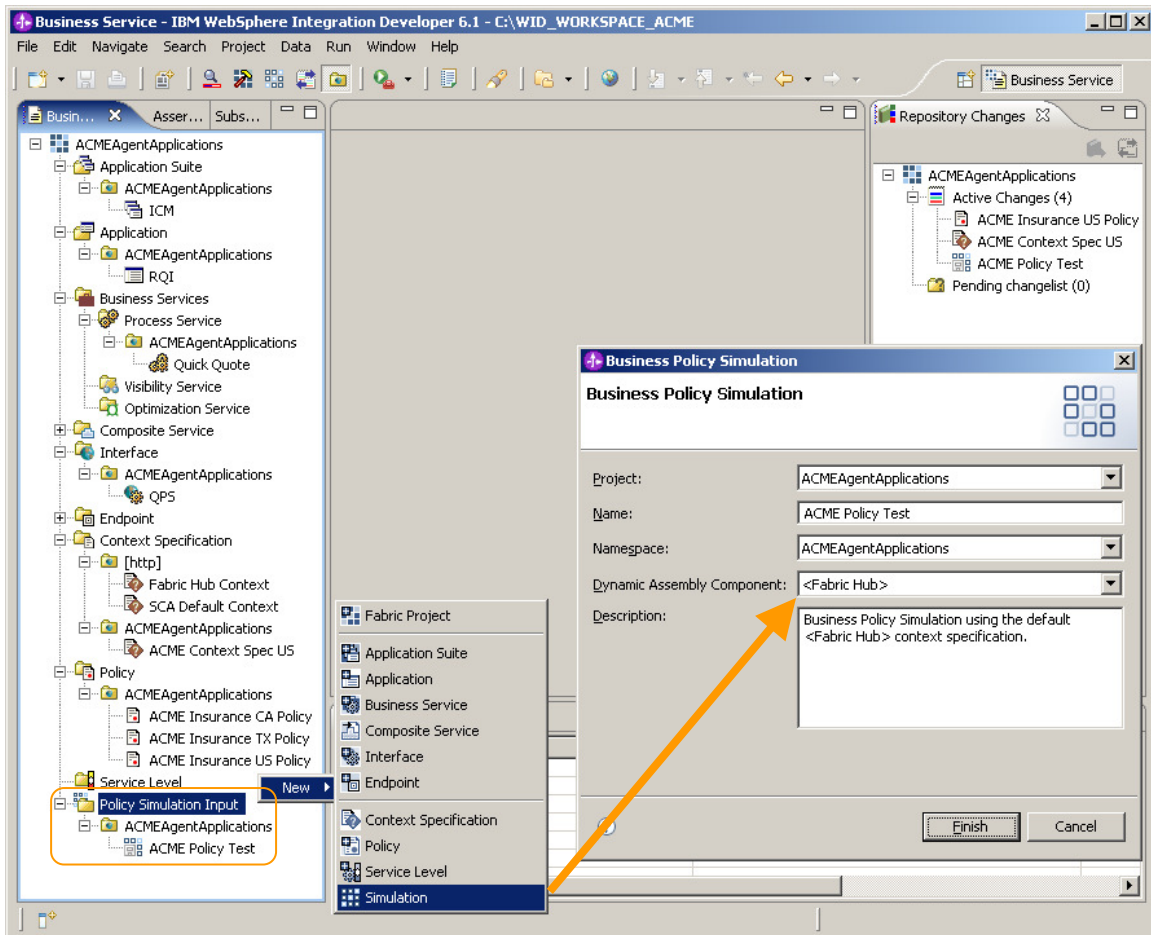 Business Service - IBM WebSphere Integration Developer 6.1 - C:\WID_WORKSPACE_ACME
File Edit Navigate Search Project Data Run Window Help
Business Service
Busin...
Asser...
Subs...
ACMEAgentApplications
Application Suite
ACMEAgentApplications
ICM
Application
ACMEAgentApplications
RQI
Business Services
Process Service
ACMEAgentApplications
Quick Quote
Visibility Service
Optimization Service
Composite Service
Interface
ACMEAgentApplications
QPS
Endpoint
Context Specification
[http]
Fabric Hub Context
SCA Default Context
ACMEAgentApplications
ACME Context Spec US
Policy
ACMEAgentApplications
ACME Insurance CA Policy
ACME Insurance TX Policy
ACME Insurance US Policy
Service Level
Policy Simulation Input
ACMEAgentApplications
ACME Policy Test
New
Fabric Project
Application Suite
Application
Business Service
Composite Service
Interface
Endpoint
Context Specification
Policy
Service Level
Simulation
Repository Changes
ACMEAgentApplications
Active Changes (4)
ACME Insurance US Policy
ACME Context Spec US
ACME Policy Test
Pending changelist (0)
Business Policy Simulation
Business Policy Simulation
Project: ACMEAgentApplications
Name: ACME Policy Test
Namespace: ACMEAgentApplications
Dynamic Assembly Component: <Fabric Hub>
Description: Business Policy Simulation using the default
<Fabric Hub> context specification.
Finish Cancel